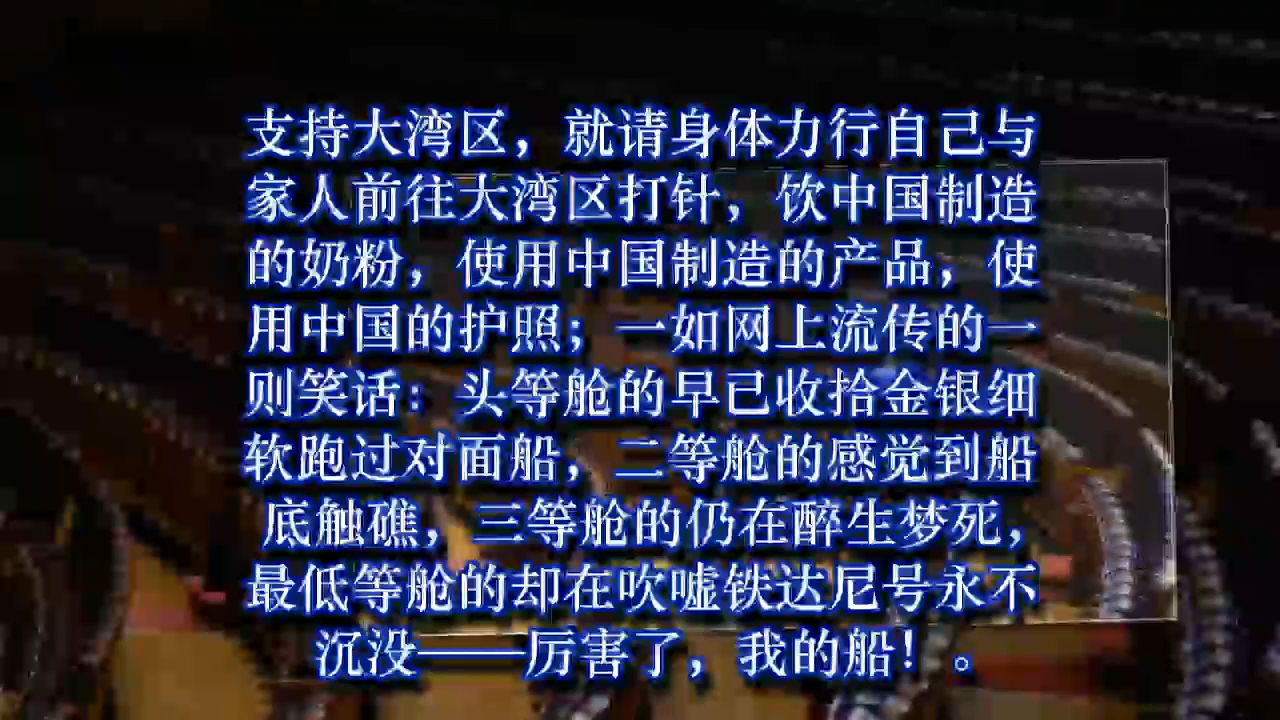 支持大湾区，就请身体力行自己与
家人前往大湾区打针，饮中国制造
的奶粉，使用中国制造的产品，使
用中国的护照；一如网上流传的一
则笑话：头等舱的早已收拾金银细
软跑过对面船，二等舱的感觉到船
底触礁，三等舱的仍在醉生梦死，
最低等舱的却在吹嘘铁达尼号永不
沉没——厉害了，我的船！。